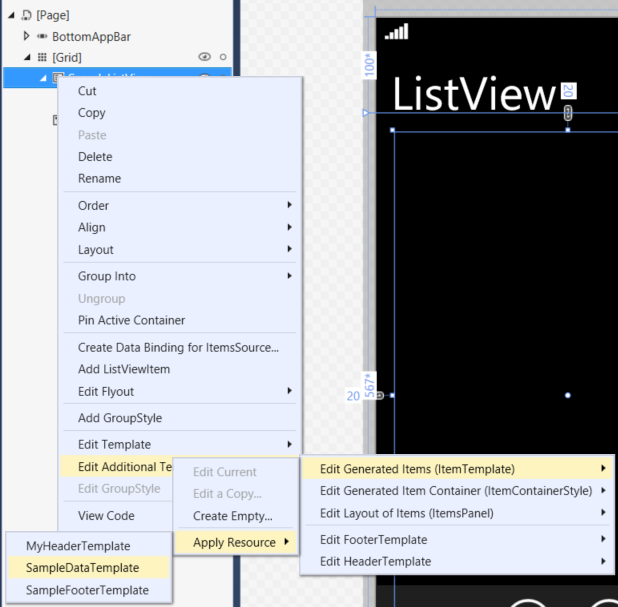 [Page]
BottomAppBar
[Grid]
Cut
Copy
Paste
Delete
Rename
Order
Align
Layout
Group Into
Ungroup
Pin Active Container
Create Data Binding for ItemsSource...
Add ListViewItem
Edit Flyout
Add GroupStyle
Edit Template
Edit Additional Te
Edit GroupStyle
View Code
Edit Current
Edit a Copy...
Create Empty...
Apply Resource
MyHeaderTemplate
SampleDataTemplate
SampleFooterTemplate
Edit Generated Items (ItemTemplate)
Edit Generated Item Container (ItemContainerStyle)
Edit Layout of Items (ItemsPanel)
Edit FooterTemplate
Edit HeaderTemplate
100*
ListView
20
567*
20